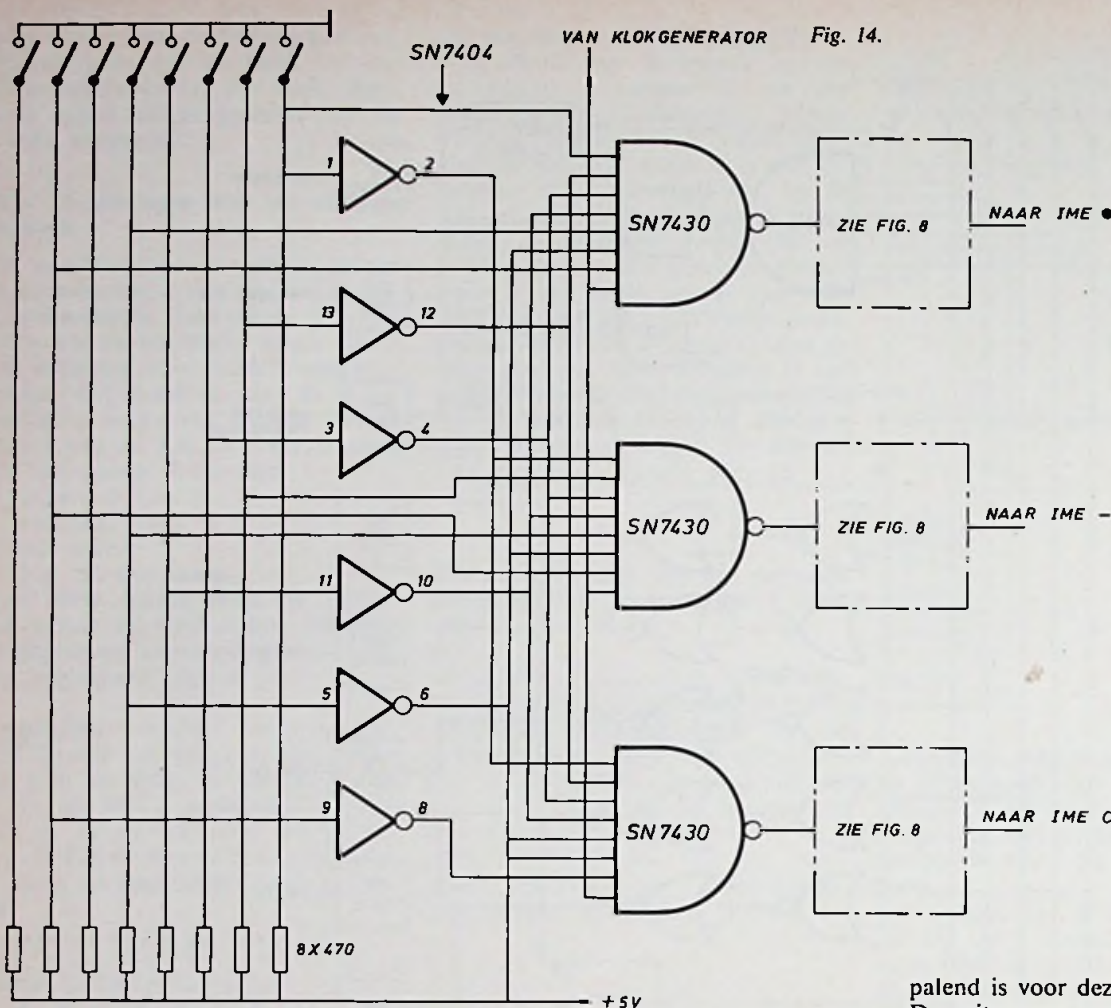 VAN KLOKGENERATOR Fig. 14.
SN7404
1 2
SN7430
ZIE FIG. 8
NAAR IME ●
13 12
3 4
SN7430
ZIE FIG. 8
NAAR IME -
11 10
5 6
9 8
SN7430
ZIE FIG. 8
NAAR IME C
8X470
+5V
palend is voor dez